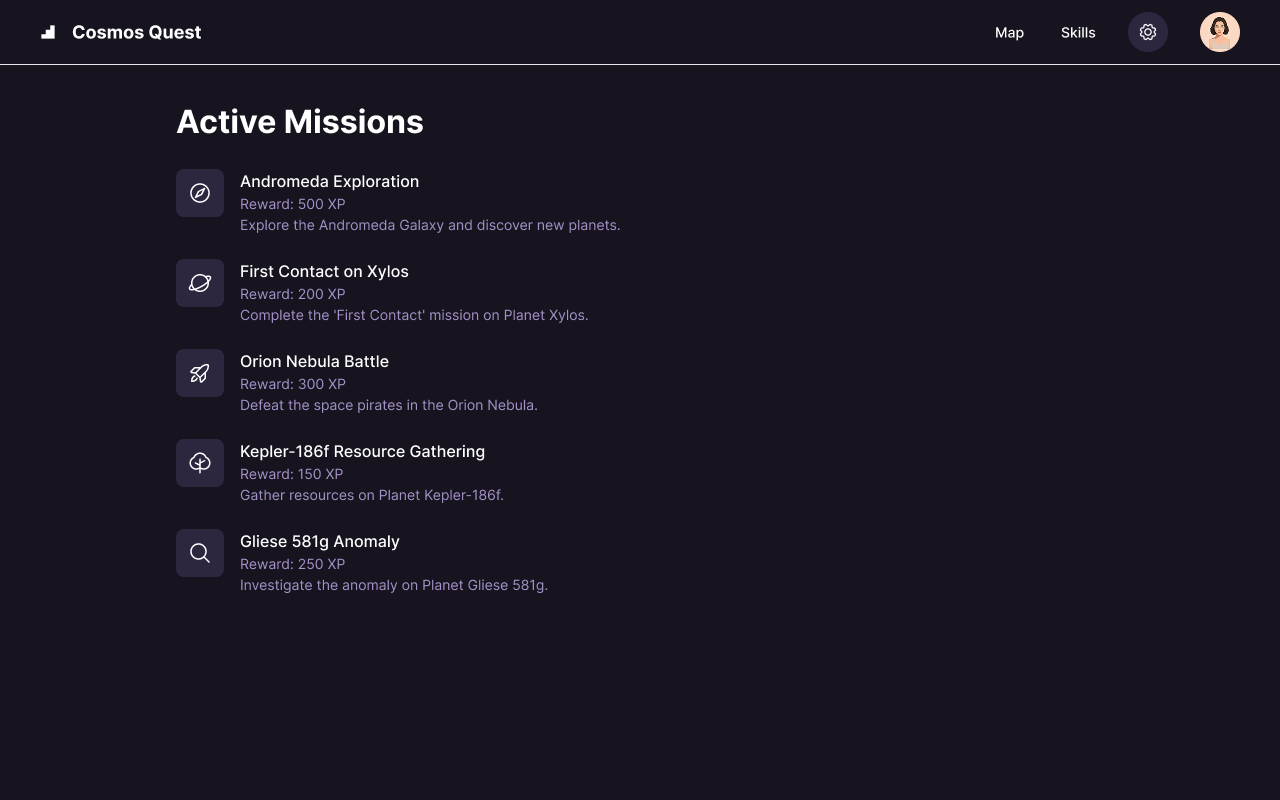 Cosmos Quest
Map
Skills
Active Missions
Andromeda Exploration
Reward: 500 XP
Explore the Andromeda Galaxy and discover new planets.
First Contact on Xylos
Reward: 200 XP
Complete the 'First Contact' mission on Planet Xylos.
Orion Nebula Battle
Reward: 300 XP
Defeat the space pirates in the Orion Nebula.
Kepler-186f Resource Gathering
Reward: 150 XP
Gather resources on Planet Kepler-186f.
Gliese 581g Anomaly
Reward: 250 XP
Investigate the anomaly on Planet Gliese 581g.